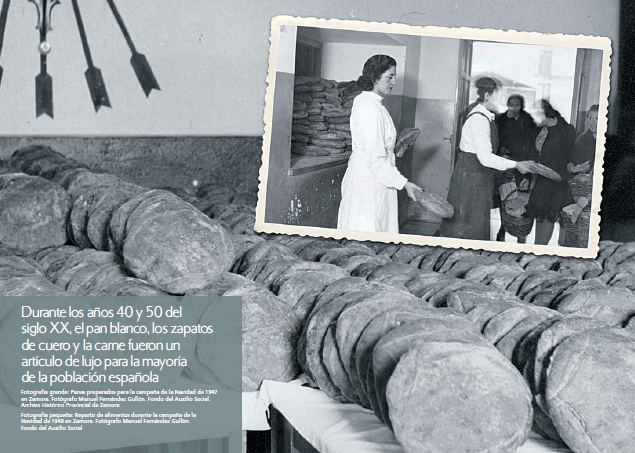 Durante los años 40 y 50 del
siglo XX, el pan blanco, los zapatos
de cuero y la carne fueron un
artículo de lujo para la mayoría
de la población española
Fotografía grande: Panes preparados para la campaña de la Navidad de 1947
en Zamora. Fotógrafo Manuel Fernández Gullón. Fondo del Auxilio Social.
Archivo Histórico Provincial de Zamora
Fotografía pequeña: Reparto de alimentos durante la campaña de la
Navidad de 1949 en Zamora. Fotógrafo Manuel Fernández Gullón.
Fondo del Auxilio Social